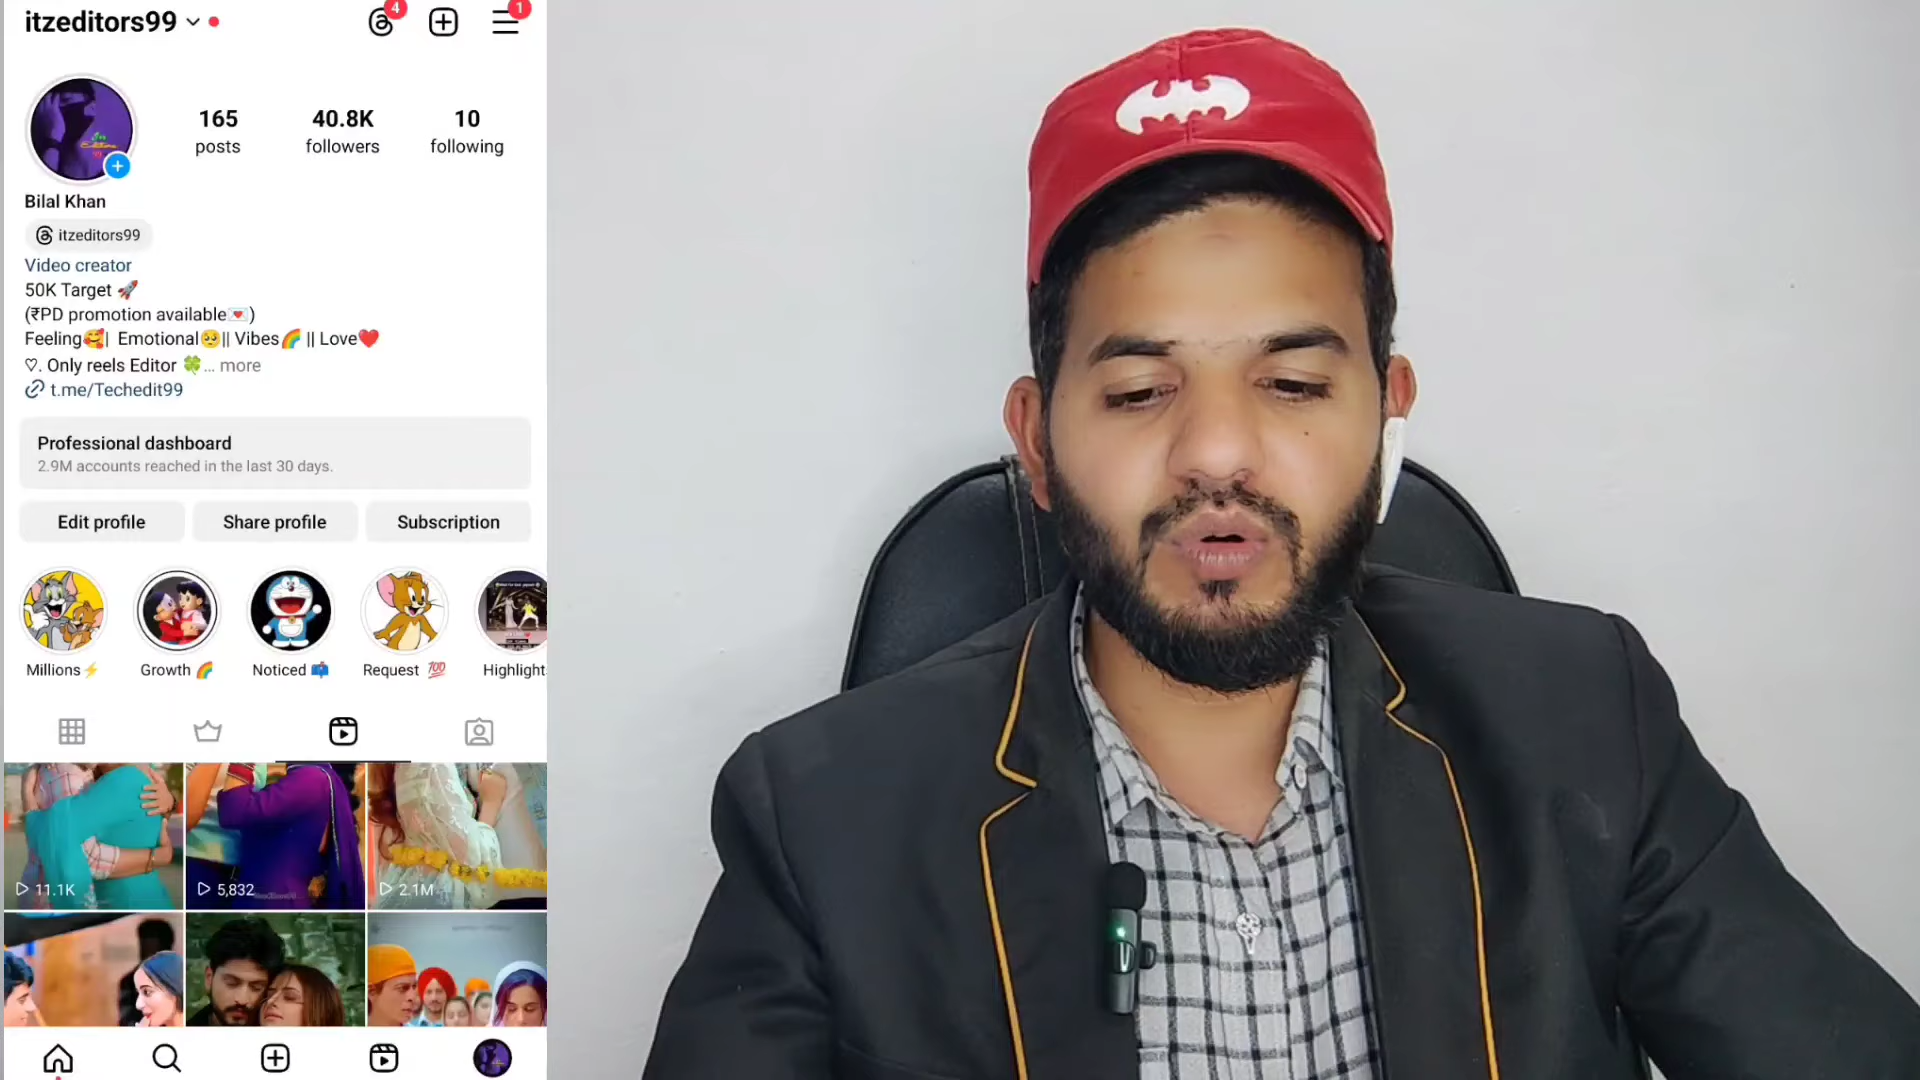 itzeditors99
4
1
165
posts
40.8K
followers
10
following
Bilal Khan
itzeditors99
Video creator
50K Target 🚀
(₹PD promotion available💌)
Feeling🥰| Emotional🥺|| Vibes🌈 || Love❤️
♡. Only reels Editor 🍀... more
t.me/Techedit99
Professional dashboard
2.9M accounts reached in the last 30 days.
Edit profile
Share profile
Subscription
Millions⚡
Growth 🌈
Noticed 📫
Request 💯
Highlight
11.1K
5,832
2.1M